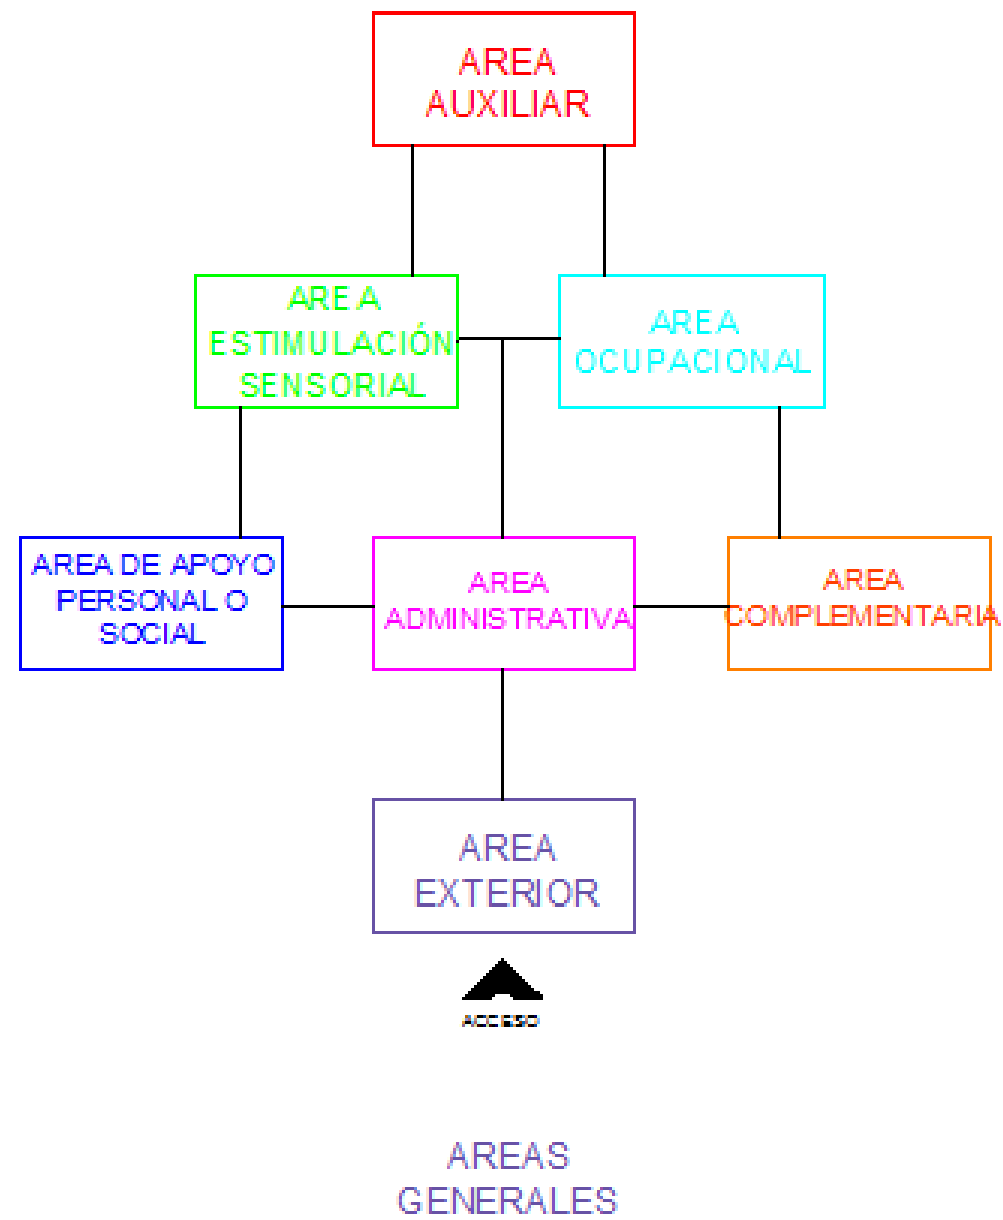 AREA
AUXILIAR
AREA
ESTIMULACIÓN
SENSORIAL
AREA
OCUPACIONAL
AREA DE APOYO
PERSONAL O
SOCIAL
AREA
ADMINISTRATIVA
AREA
COMPLEMENTARIA
AREA
EXTERIOR
ACCESO
AREAS
GENERALES